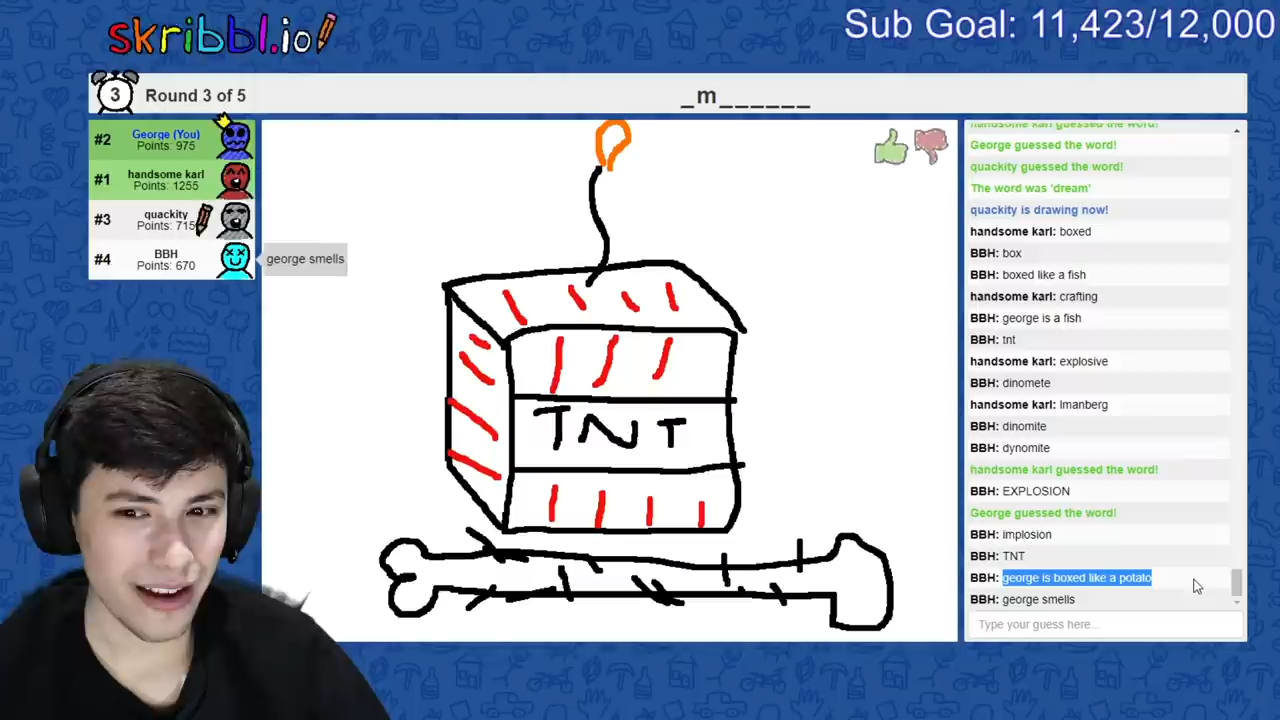 Sub Goal: 11,423/12,000
skribbl.io
3
Round 3 of 5
_m______
#2
George (You)
Points: 975
#1
handsome karl
Points: 1255
#3
quackity
Points: 715
#4
BBH
Points: 670
george smells
TNT
handsome karl guessed the word!
George guessed the word!
quackity guessed the word!
The word was 'dream'
quackity is drawing now!
handsome karl: boxed
BBH: box
BBH: boxed like a fish
handsome karl: crafting
BBH: george is a fish
BBH: tnt
handsome karl: explosive
BBH: dinomete
handsome karl: lmanberg
BBH: dinomite
BBH: dynomite
handsome karl guessed the word!
BBH: EXPLOSION
George guessed the word!
BBH: implosion
BBH: TNT
BBH: george is boxed like a potato
BBH: george smells
Type your guess here...